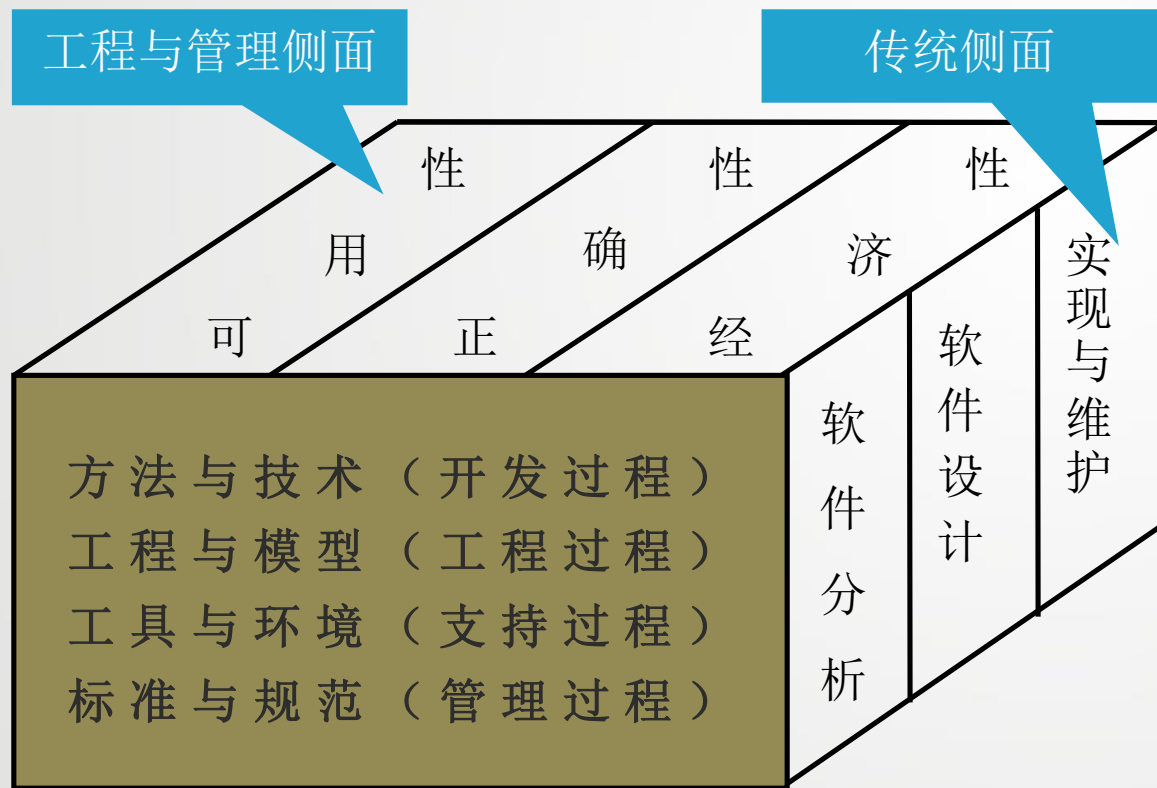 工程与管理侧面
传统侧面
可用性
正确性
经济性
方法与技术（开发过程）
工程与模型（工程过程）
工具与环境（支持过程）
标准与规范（管理过程）
软件分析
软件设计
实现与维护